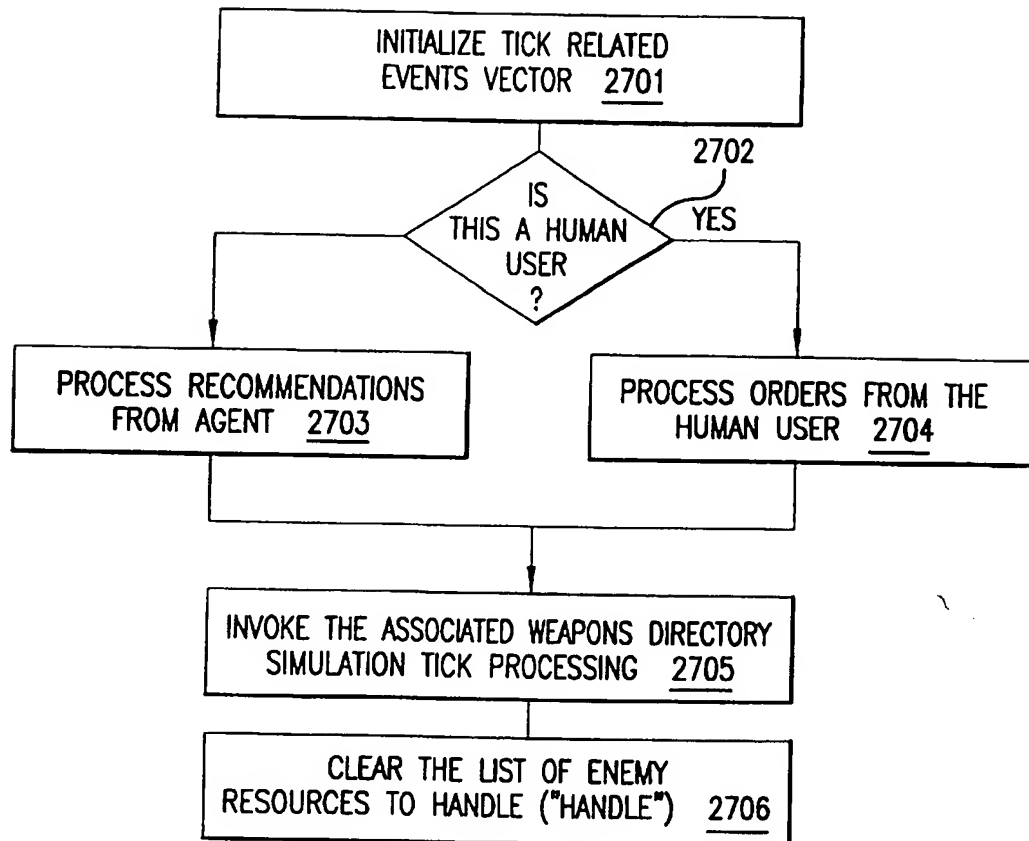 INITIALIZE TICK RELATED
EVENTS VECTOR 2701
2702
IS
THIS A HUMAN
USER
?
YES
PROCESS RECOMMENDATIONS
FROM AGENT 2703
PROCESS ORDERS FROM THE
HUMAN USER 2704
INVOKE THE ASSOCIATED WEAPONS DIRECTORY
SIMULATION TICK PROCESSING 2705
CLEAR THE LIST OF ENEMY
RESOURCES TO HANDLE ("HANDLE") 2706